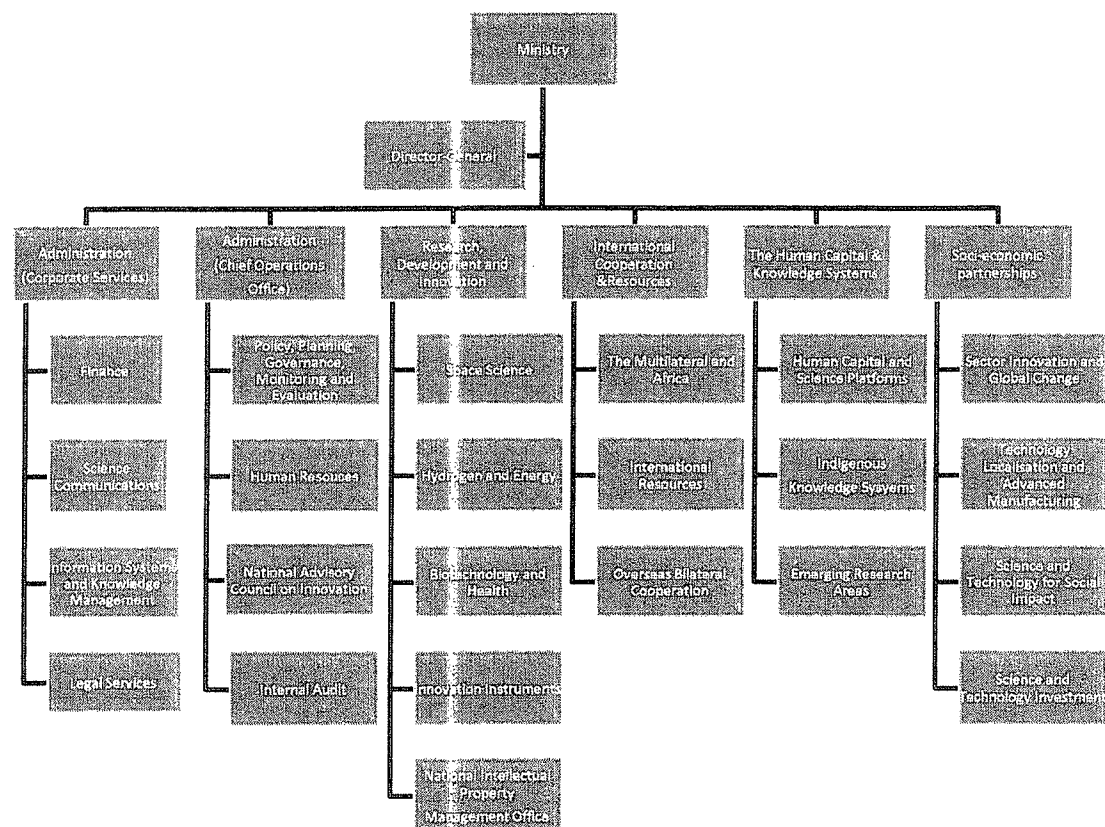 Ministry
Director-General
Administration
(Corporate Services)
Administration
(Chief Operations
Office)
Research,
Development and
Innovation
International
Cooperation
&Resources
The Human Capital &
Knowledge Systems
Soci-economic
partnerships
Finance
Science
Communications
Information Systems
and Knowledge
Management
Legal Services
Policy, Planning
Governance,
Monitoring and
Evaluation
Human Resouces
National Advisory
Council on Innovation
Internal Audit
Space Science
Hydrogen and Energy
Biotechnology and
Health
Innovation Instruments
National Intellectual
Property
Management Office
The Multilateral and
Africa
International
Resources
Overseas Bilateral
Cooperation
Human Capital and
Science Platforms
Indigenous
Knowledge Sysyems
Emerging Research
Areas
Sector Innovation and
Global Change
Technology
Localisation and
Advanced
Manufacturing
Science and
Technology for Social
Impact
Science and
Technology Investment